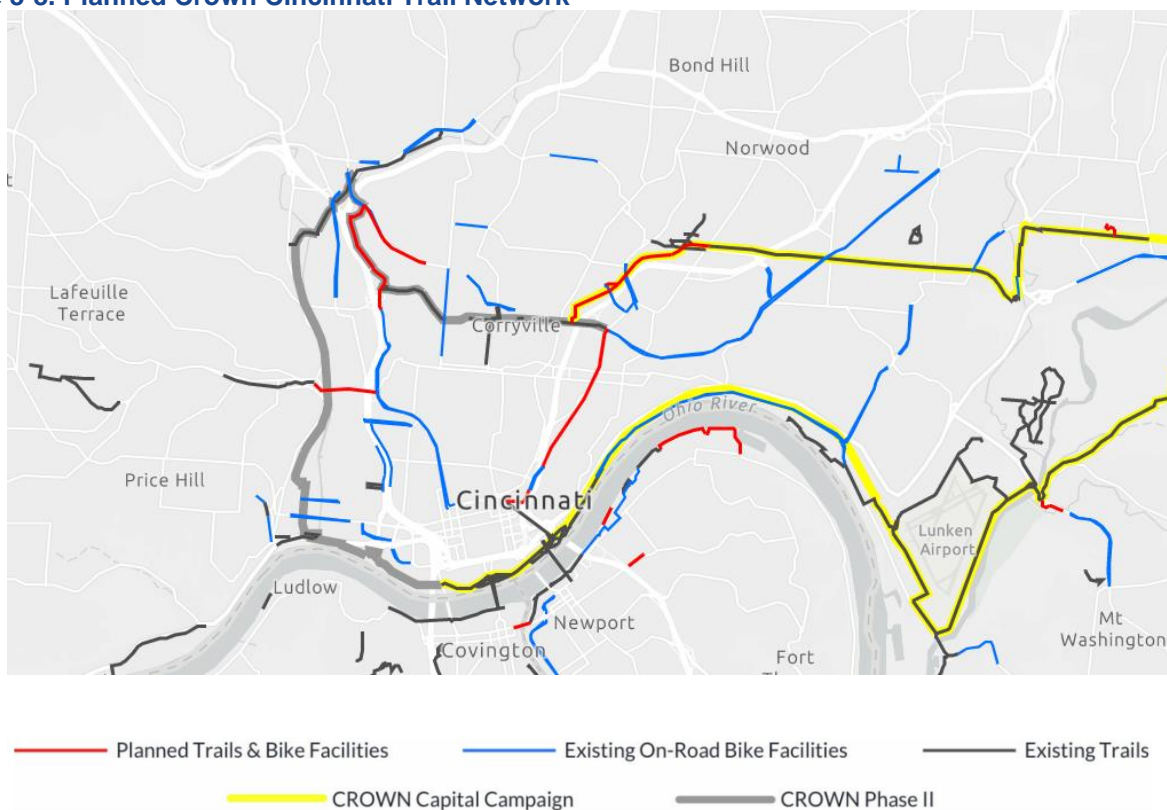 3-3. Planned Crown Cincinnati Trail Network
Bond Hill
Norwood
Lafeuille
Terrace
Corryville
Ohio River
Price Hill
Cincinnati
Lunken
Airport
Ludlow
Newport
Mt
Washington
Covington
Fort
Planned Trails & Bike Facilities
Existing On-Road Bike Facilities
Existing Trails
CROWN Capital Campaign
CROWN Phase II